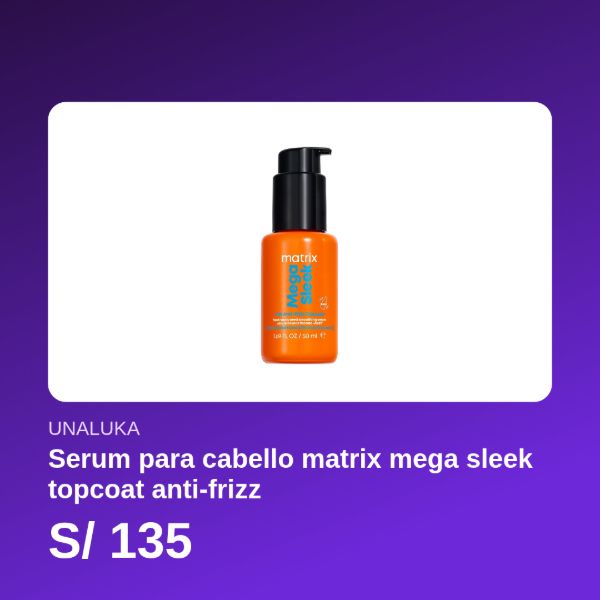 matrix
Mega
Sleek
1.69 FL OZ / 50 ml
UNALUKA
Serum para cabello matrix mega sleek
topcoat anti-frizz
S/ 135